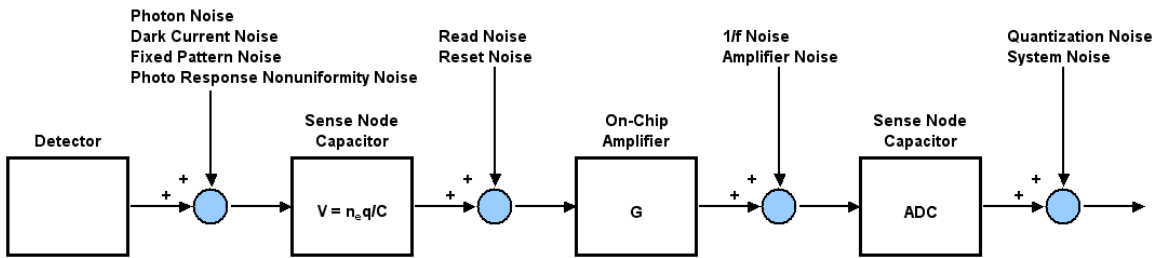 Photon Noise
Dark Current Noise
Fixed Pattern Noise
Photo Response Nonuniformity Noise
Read Noise
Reset Noise
1/f Noise
Amplifier Noise
Quantization Noise
System Noise
Detector
Sense Node
Capacitor
On-Chip
Amplifier
Sense Node
Capacitor
+
+
V = nₑq/C
+
+
G
+
+
ADC
+
+